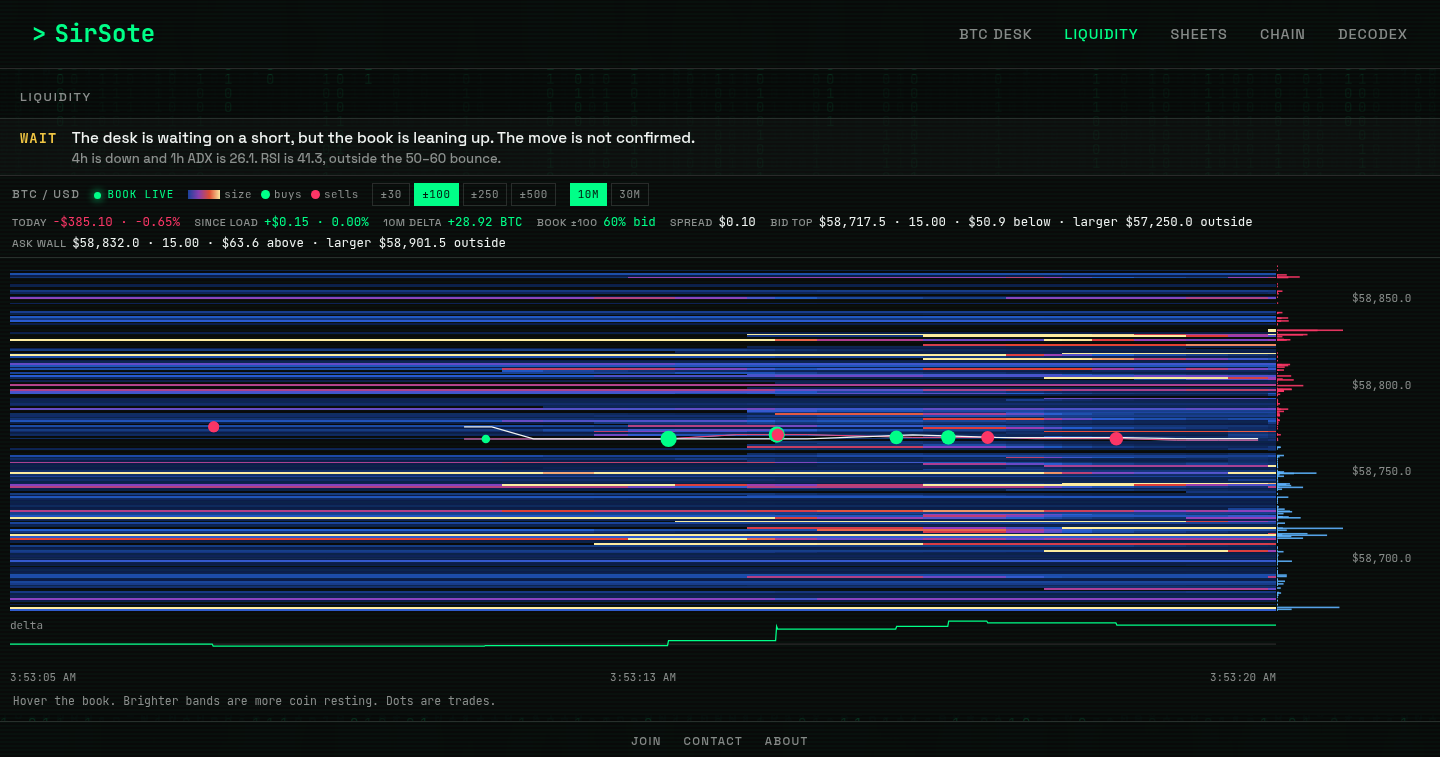 > SirSote
BTC DESK LIQUIDITY SHEETS CHAIN DECODEX
LIQUIDITY
WAIT The desk is waiting on a short, but the book is leaning up. The move is not confirmed.
4h is down and 1h ADX is 26.1. RSI is 41.3, outside the 50–60 bounce.
BTC / USD BOOK LIVE size buys sells ±30 ±100 ±250 ±500 10M 30M
TODAY -$385.10 · -0.65% SINCE LOAD +$0.15 · 0.00% 10M DELTA +28.92 BTC BOOK ±100 60% bid SPREAD $0.10 BID TOP $58,717.5 · 15.00 · $50.9 below · larger $57,250.0 outside
ASK WALL $58,832.0 · 15.00 · $63.6 above · larger $58,901.5 outside
$58,850.0
$58,800.0
$58,750.0
$58,700.0
delta
3:53:05 AM 3:53:13 AM 3:53:20 AM
Hover the book. Brighter bands are more coin resting. Dots are trades.
JOIN CONTACT ABOUT